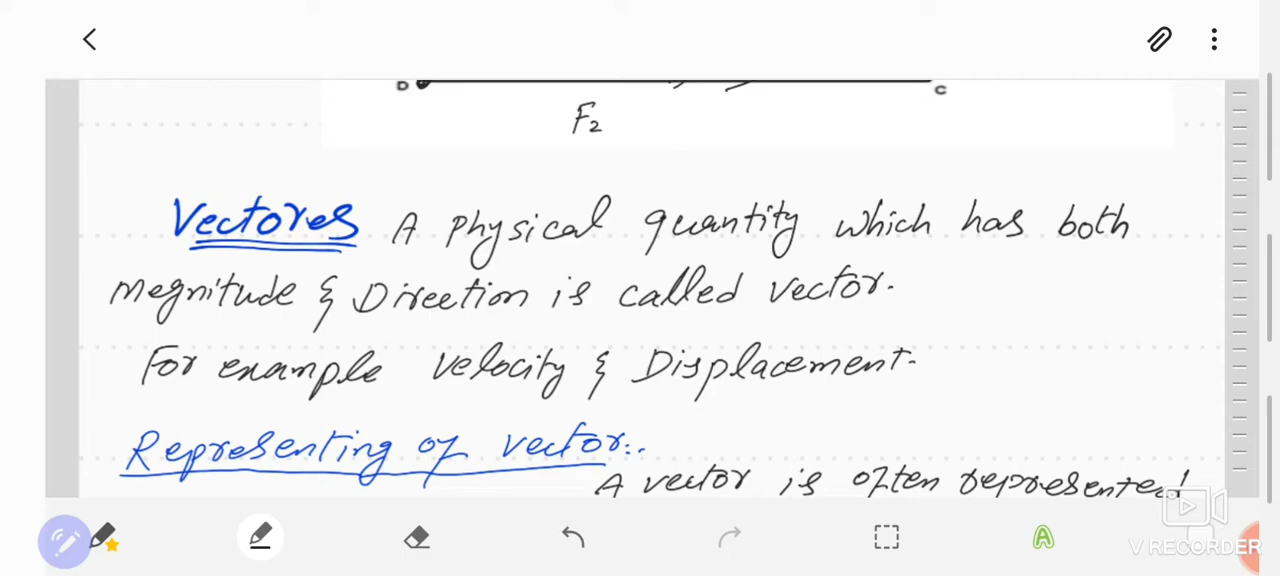 D
C
F2
Vectores A physical quantity which has both
megnitude & Direction is called vector.
For example velocity & Displacement.
Representing of vector:.
A vector is often represented
A
V RECORDER